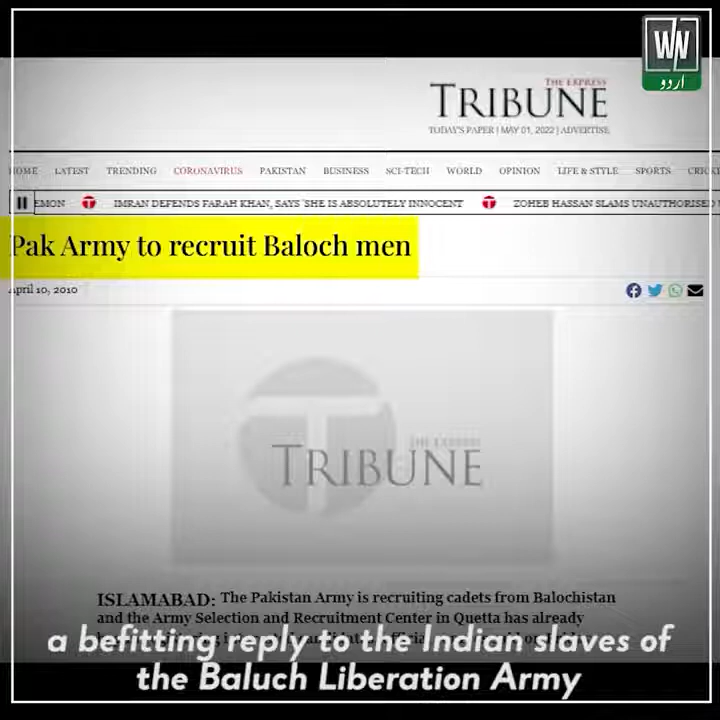 WN
اردو
THE EXPRESS
TRIBUNE
TODAY'S PAPER | MAY 01, 2022 | ADVERTISE
HOME LATEST TRENDING CORONAVIRUS PAKISTAN BUSINESS SCI-TECH WORLD OPINION LIFE & STYLE SPORTS
EMON IMRAN DEFENDS FARAH KHAN, SAYS 'SHE IS ABSOLUTELY INNOCENT ZOHEB HASSAN SLAMS UNAUTHORISED
Pak Army to recruit Baloch men
April 10, 2010
THE EXPRESS
TRIBUNE
ISLAMABAD: The Pakistan Army is recruiting cadets from Balochistan
and the Army Selection and Recruitment Center in Quetta has already
a befitting reply to the Indian slaves of
the Baluch Liberation Army